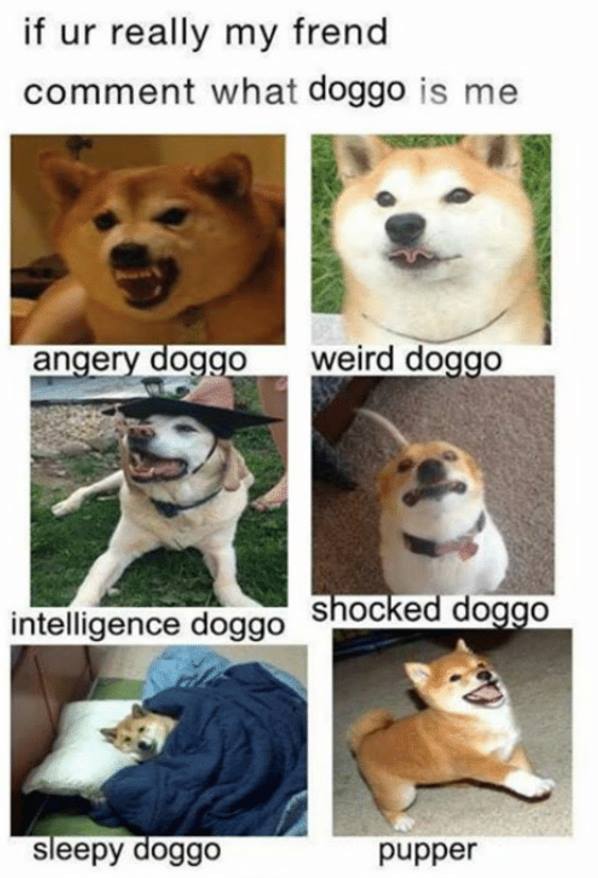 if ur really my frend
comment what doggo is me
angery doggo
weird doggo
intelligence doggo
shocked doggo
sleepy doggo
pupper